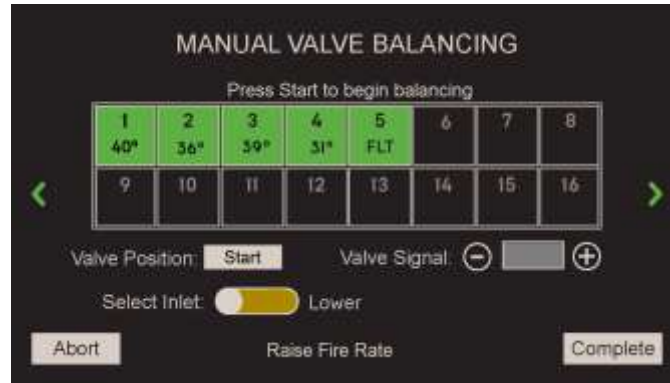 MANUAL VALVE BALANCING
Press Start to begin balancing
1 2 3 4 5 6 7 8
40° 36° 39° 31° FLT
9 10 11 12 13 14 15 16
Valve Position: Start Valve Signal:
Select Inlet: Lower
Abort Raise Fire Rate Complete